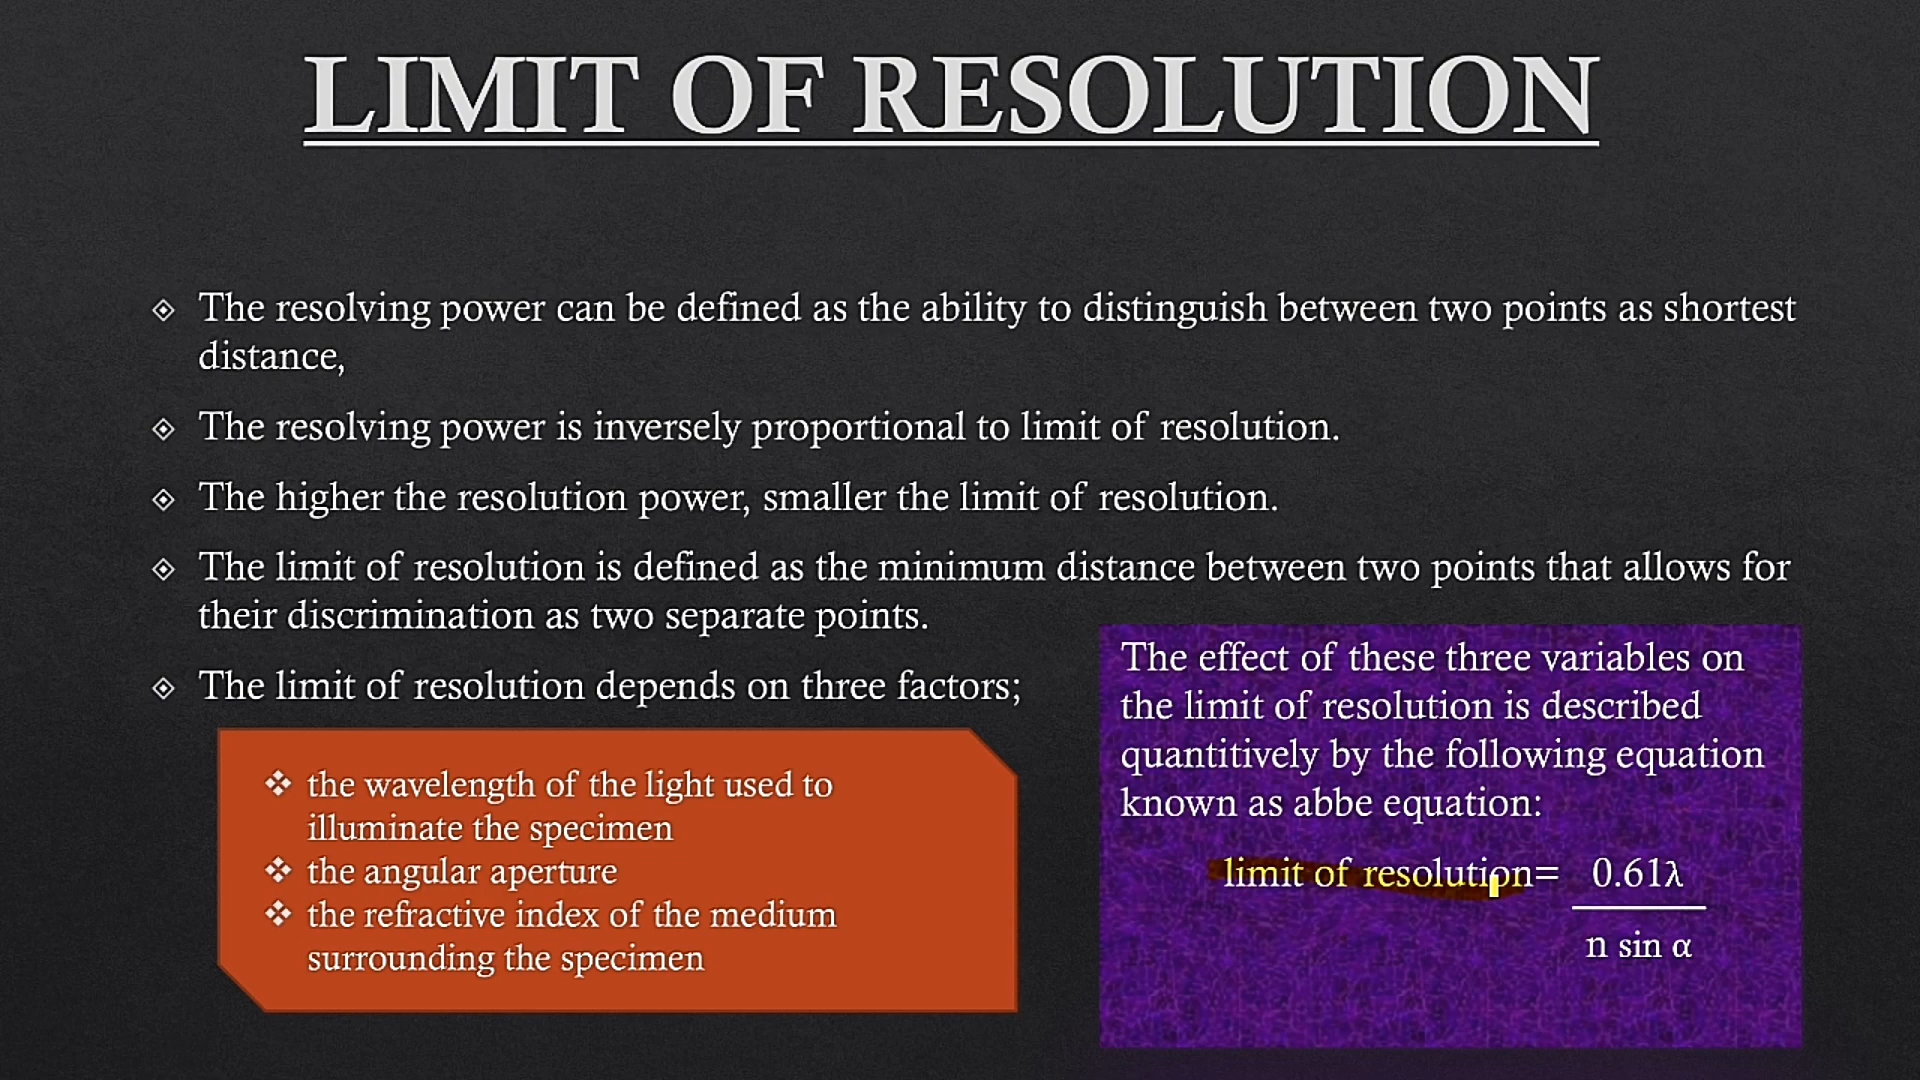 LIMIT OF RESOLUTION
The resolving power can be defined as the ability to distinguish between two points as shortest
distance,
The resolving power is inversely proportional to limit of resolution.
The higher the resolution power, smaller the limit of resolution.
The limit of resolution is defined as the minimum distance between two points that allows for
their discrimination as two separate points.
The limit of resolution depends on three factors;
the wavelength of the light used to
illuminate the specimen
the angular aperture
the refractive index of the medium
surrounding the specimen
The effect of these three variables on
the limit of resolution is described
quantitively by the following equation
known as abbe equation:
limit of resolution= 0.61λ
n sin α